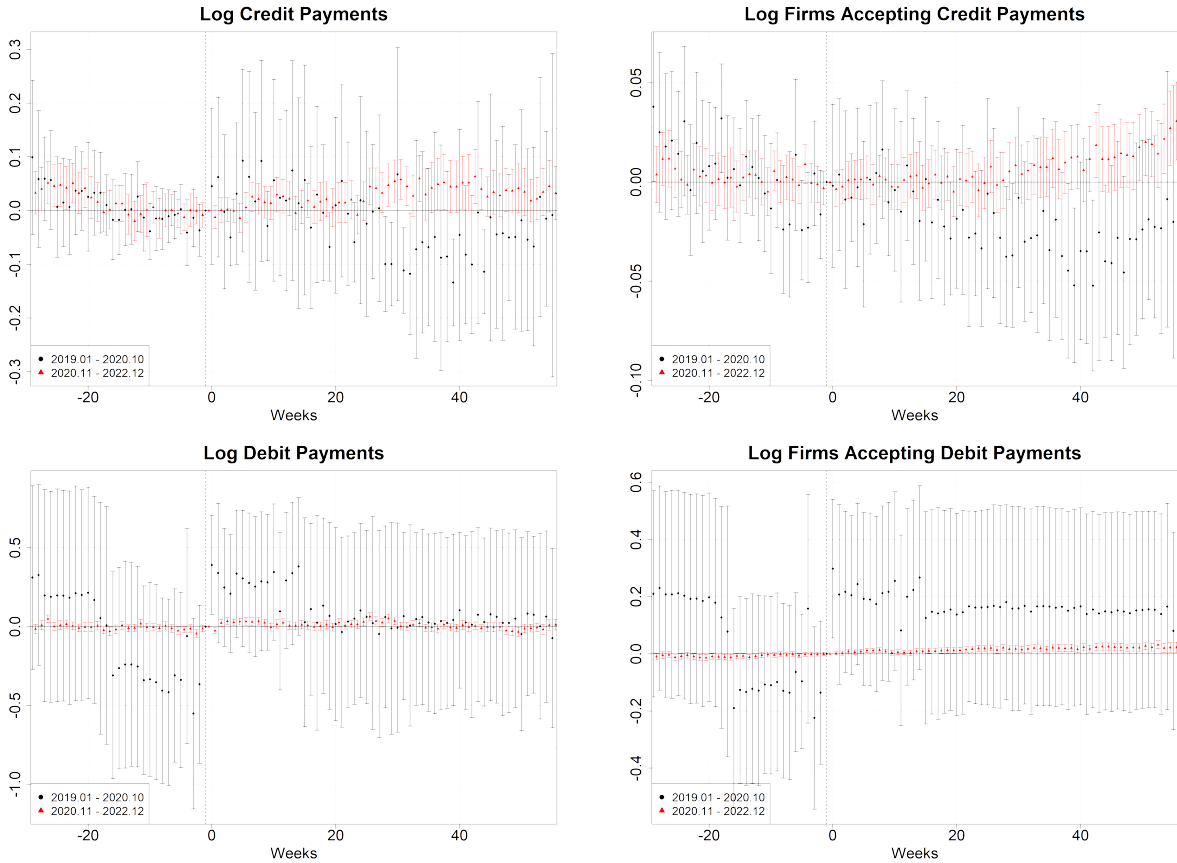 Log Credit Payments
0.3
0.2
0.1
0.0
-0.1
-0.2
-0.3
2019.01 - 2020.10
2020.11 - 2022.12
-20 0 20 40
Weeks
Log Firms Accepting Credit Payments
0.05
0.00
-0.05
-0.10
2019.01 - 2020.10
2020.11 - 2022.12
-20 0 20 40
Weeks
Log Debit Payments
0.5
0.0
-0.5
-1.0
2019.01 - 2020.10
2020.11 - 2022.12
-20 0 20 40
Weeks
Log Firms Accepting Debit Payments
0.6
0.4
0.2
0.0
-0.2
-0.4
2019.01 - 2020.10
2020.11 - 2022.12
-20 0 20 40
Weeks